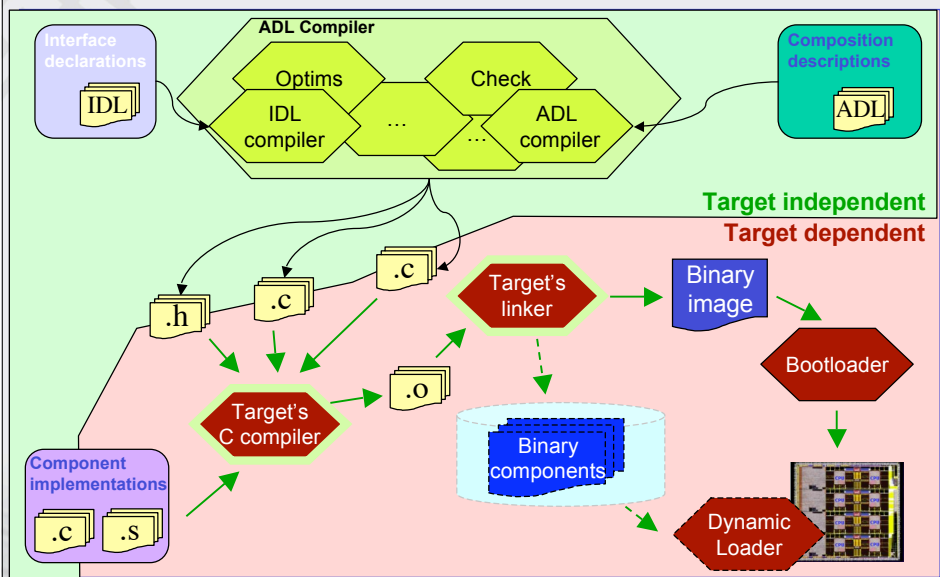 Interface
declarations
IDL
ADL Compiler
Optims
Check
IDL
compiler
...
...
ADL
compiler
Composition
descriptions
ADL
Target independent
Target dependent
.h
.c
.c
Target's
linker
Binary
image
Bootloader
Target's
C compiler
.o
Binary
components
Component
implementations
.c
.s
Dynamic
Loader